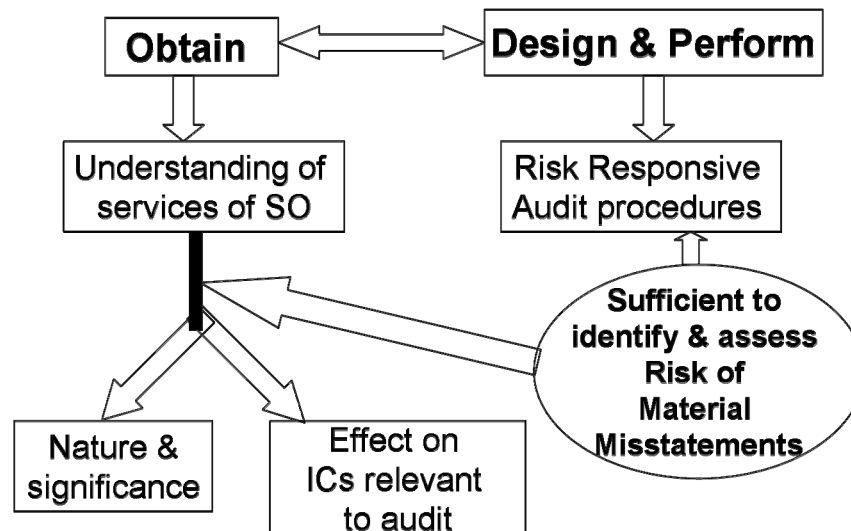 Obtain
Design & Perform
Understanding of
services of SO
Risk Responsive
Audit procedures
Sufficient to
identify & assess
Risk of
Material
Misstatements
Nature &
significance
Effect on
ICs relevant
to audit